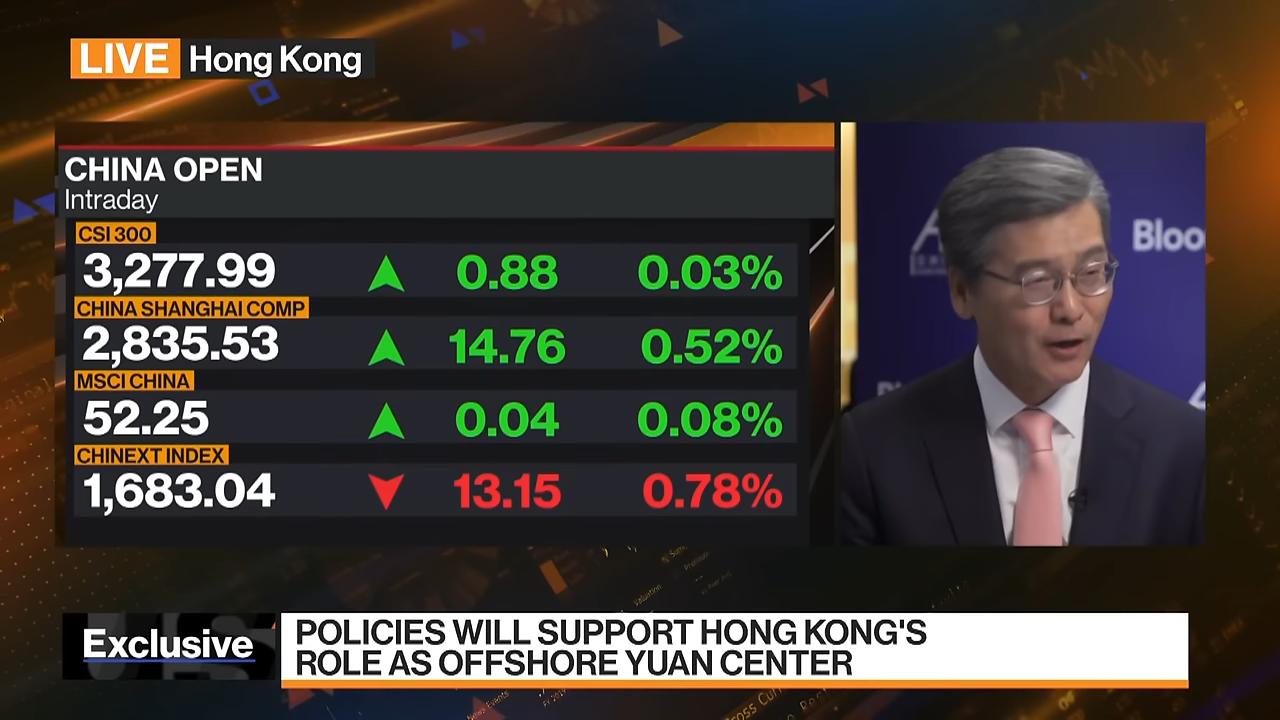 LIVE Hong Kong
CHINA OPEN
Intraday
CSI 300
3,277.99 0.88 0.03%
CHINA SHANGHAI COMP
2,835.53 14.76 0.52%
MSCI CHINA
52.25 0.04 0.08%
CHINEXT INDEX
1,683.04 13.15 0.78%
Bloo
Exclusive
POLICIES WILL SUPPORT HONG KONG'S
ROLE AS OFFSHORE YUAN CENTER